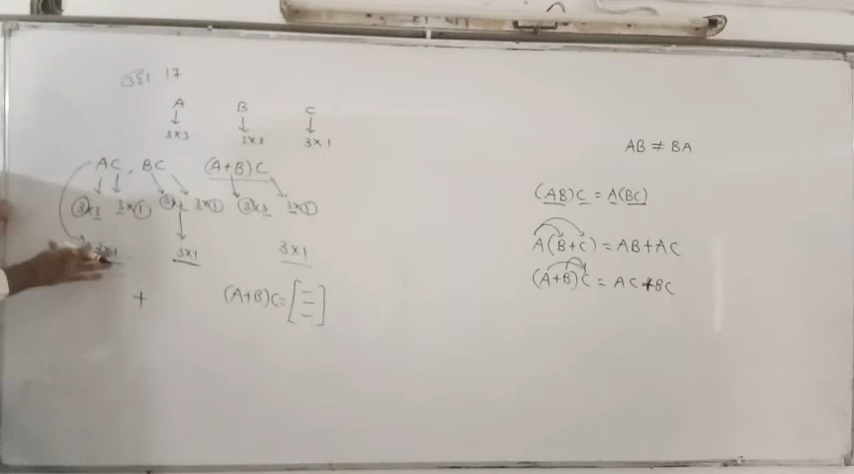 17
A B C
3×3 3×3 3×1
AC, BC (A+B)C
3×3 3×1 3×3 3×1 3×3 3×1
3×1 3×1 3×1
+ (A+B)C=
AB ≠ BA
(AB)C = A(BC)
A(B+C) = AB+AC
(A+B)C = AC+BC